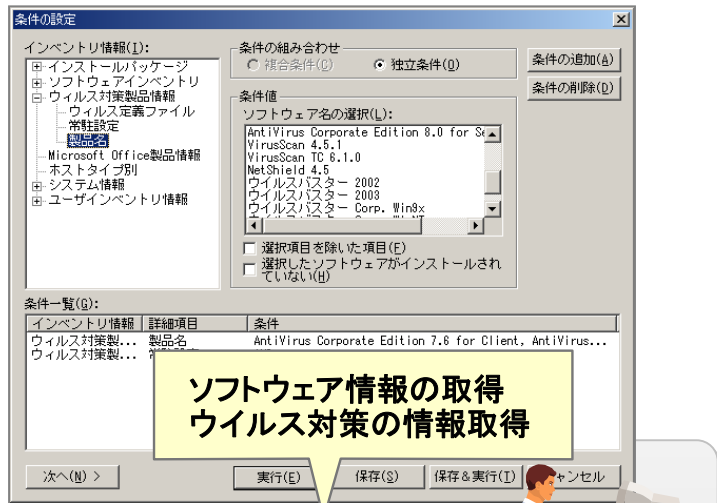 条件の設定
インベントリ情報(I):
インストールパッケージ
ソフトウェアインベントリ
ウィルス対策製品情報
ウィルス定義ファイル
常駐設定
製品名
Microsoft Office製品情報
ホストタイプ別
システム情報
ユーザインベントリ情報
条件の組み合わせ
複合条件(C)
独立条件(O)
条件の追加(A)
条件の削除(D)
条件値
ソフトウェア名の選択(L):
AntiVirus Corporate Edition 8.0 for
VirusScan 4.5.1
VirusScan TC 6.1.0
NetShield 4.5
ウイルスバスター 2002
ウイルスバスター 2003
ウイルスバスター Corp. Win9x
選択項目を除いた項目(F)
選択したソフトウェアがインストールされ
ていない(H)
条件一覧(G):
インベントリ情報 詳細項目 条件
ウィルス対策製... 製品名 AntiVirus Corporate Edition 7.6 for Client, AntiVirus...
ウィルス対策製...
ソフトウェア情報の取得
ウイルス対策の情報取得
次へ(N) >
実行(E)
保存(S)
保存&実行(T)
ャンセル